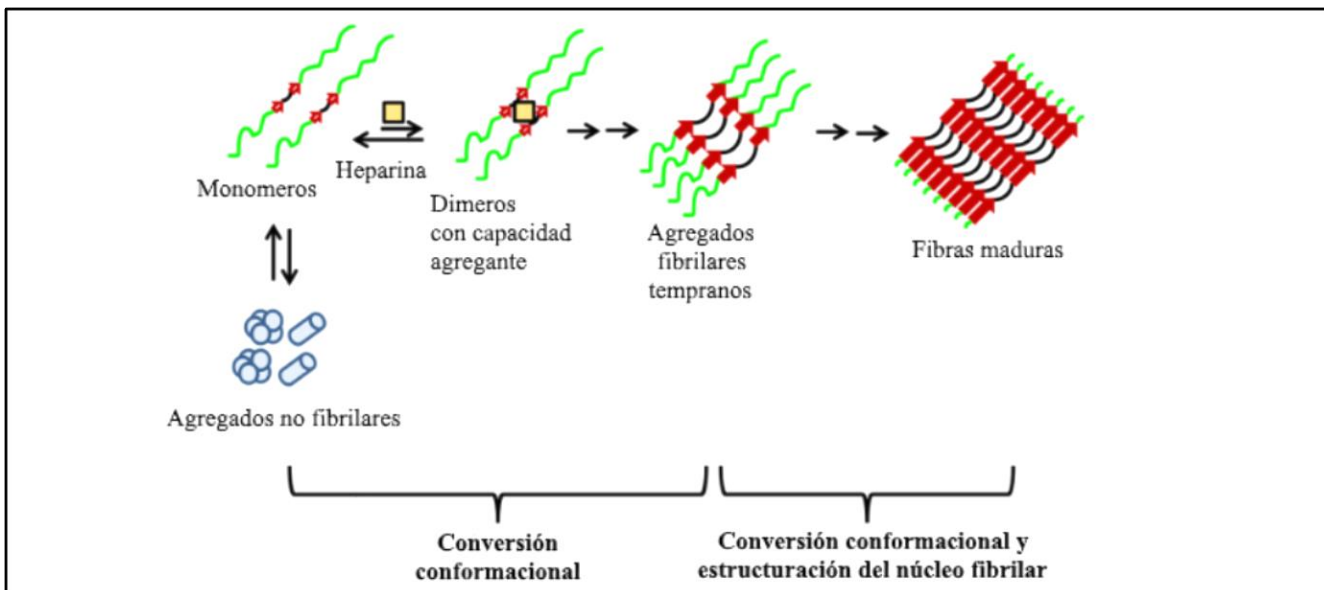 Monomeros
Heparina
Dimeros
con capacidad
agregante
Agregados
fibrilares
tempranos
Fibras maduras
Agregados no fibrilares
Conversión
conformacional
Conversión conformacional y
estructuración del núcleo fibrilar